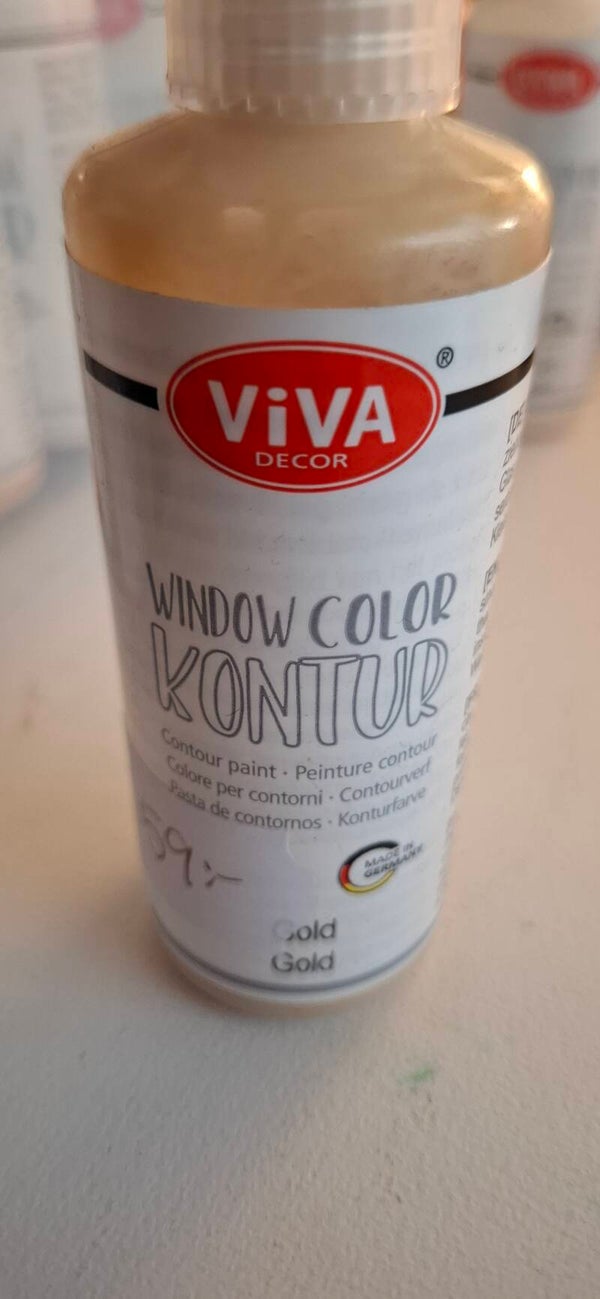 ViVA
DECOR
®
WINDOW COLOR
KONTUR
Contour paint · Peinture contour
Colore per contorni · Contourverf
Pasta de contornos · Konturfarve
59:-
MADE IN
GERMANY
Gold
Gold